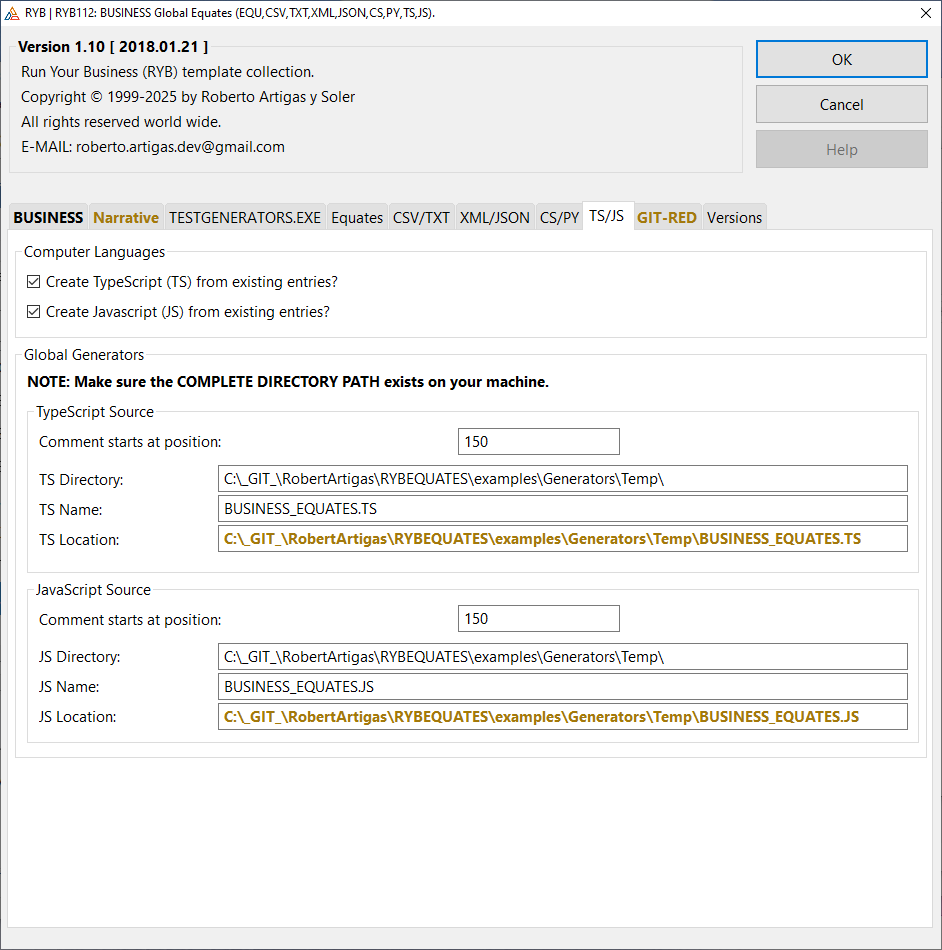 RYB | RYB112: BUSINESS Global Equates (EQU,CSV,TXT,XML,JSON,CS,PY,TS,JS).
Version 1.10 [ 2018.01.21 ]
Run Your Business (RYB) template collection.
Copyright © 1999-2025 by Roberto Artigas y Soler
All rights reserved world wide.
E-MAIL: roberto.artigas.dev@gmail.com
OK
Cancel
Help
BUSINESS Narrative TESTGENERATORS.EXE Equates CSV/TXT XML/JSON CS/PY TS/JS GIT-RED Versions
Computer Languages
Create TypeScript (TS) from existing entries?
Create Javascript (JS) from existing entries?
Global Generators
NOTE: Make sure the COMPLETE DIRECTORY PATH exists on your machine.
TypeScript Source
Comment starts at position: 150
TS Directory: C:\_GIT_\RobertArtigas\RYBEQUATES\examples\Generators\Temp\
TS Name: BUSINESS_EQUATES.TS
TS Location: C:\_GIT_\RobertArtigas\RYBEQUATES\examples\Generators\Temp\BUSINESS_EQUATES.TS
JavaScript Source
Comment starts at position: 150
JS Directory: C:\_GIT_\RobertArtigas\RYBEQUATES\examples\Generators\Temp\
JS Name: BUSINESS_EQUATES.JS
JS Location: C:\_GIT_\RobertArtigas\RYBEQUATES\examples\Generators\Temp\BUSINESS_EQUATES.JS